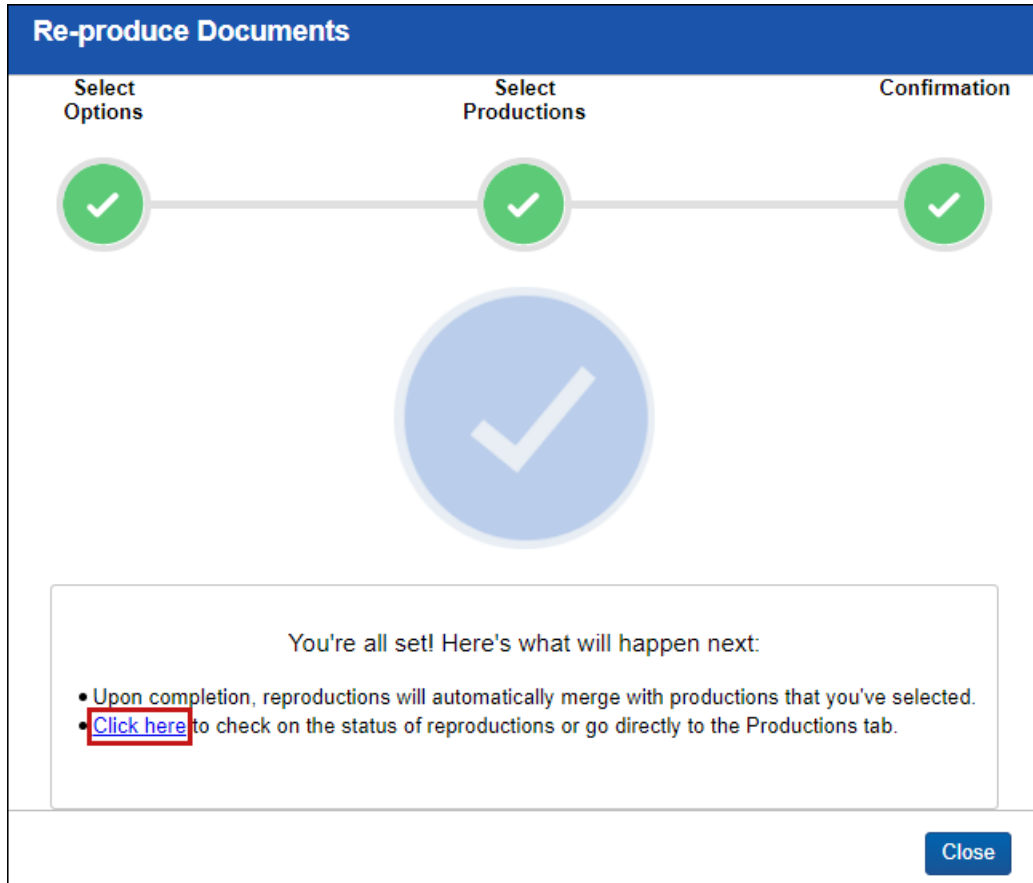 Re-produce Documents
Select
Options
Select
Productions
Confirmation
You're all set! Here's what will happen next:
• Upon completion, reproductions will automatically merge with productions that you've selected.
• Click here to check on the status of reproductions or go directly to the Productions tab.
Close